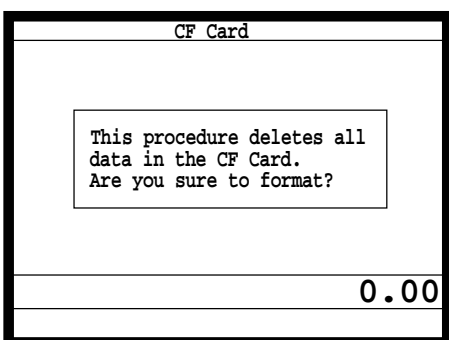 CF Card
This procedure deletes all
data in the CF Card.
Are you sure to format?
0.00